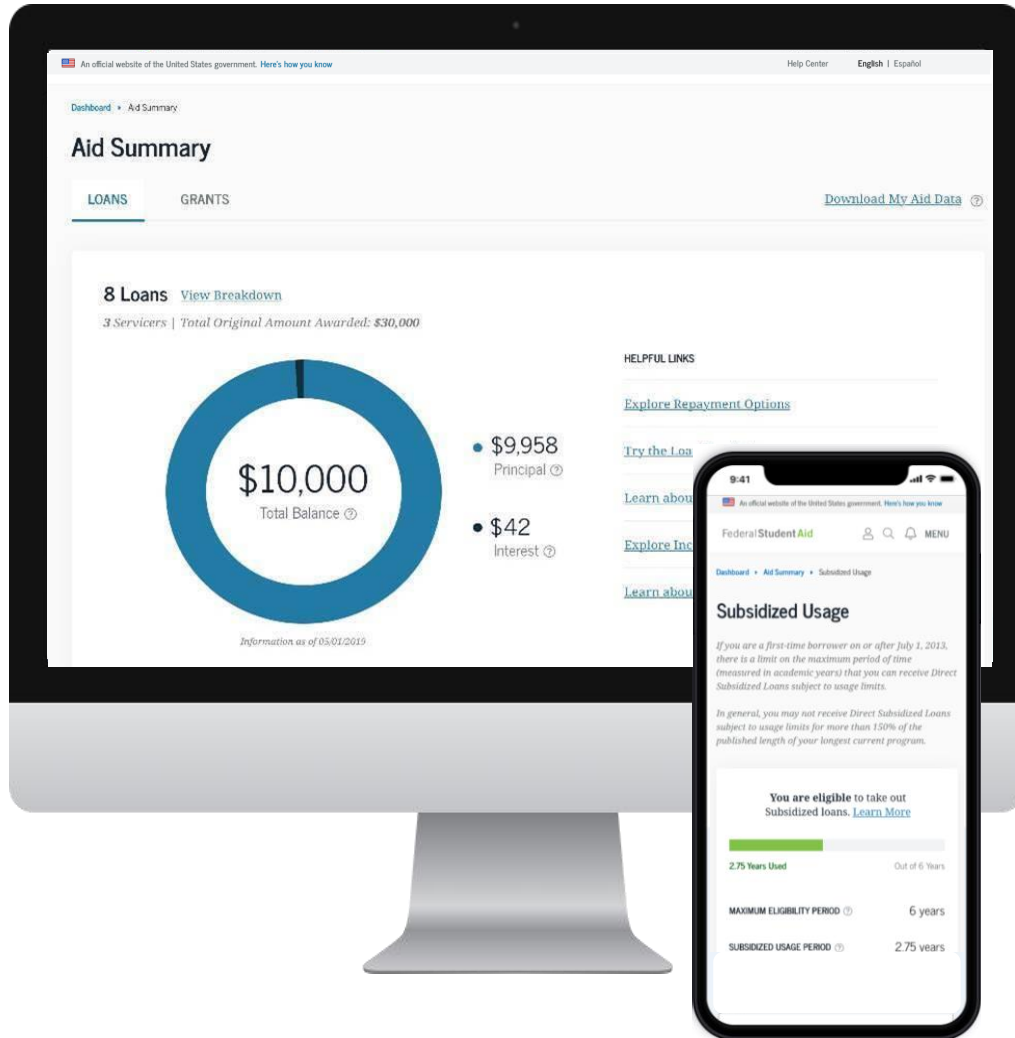 An official website of the United States government. Here's how you know
Help Center English | Español
Dashboard • Aid Summary
Aid Summary
LOANS GRANTS
Download My Aid Data
8 Loans View Breakdown
3 Servicers | Total Original Amount Awarded: $30,000
$10,000
Total Balance
$9,958
Principal
$42
Interest
Information as of 05/01/2019
HELPFUL LINKS
Explore Repayment Options
Try the Loa
Learn abou
Explore Inc
Learn abou
9:41
An official website of the United States government. Here's how you know
Federal Student Aid MENU
Dashboard • Aid Summary • Subsidized Usage
Subsidized Usage
If you are a first-time borrower on or after July 1, 2013,
there is a limit on the maximum period of time
(measured in academic years) that you can receive Direct
Subsidized Loans subject to usage limits.
In general, you may not receive Direct Subsidized Loans
subject to usage limits for more than 150% of the
published length of your longest current program.
You are eligible to take out
Subsidized loans. Learn More
2.75 Years Used Out of 6 Years
MAXIMUM ELIGIBILITY PERIOD 6 years
SUBSIDIZED USAGE PERIOD 2.75 years